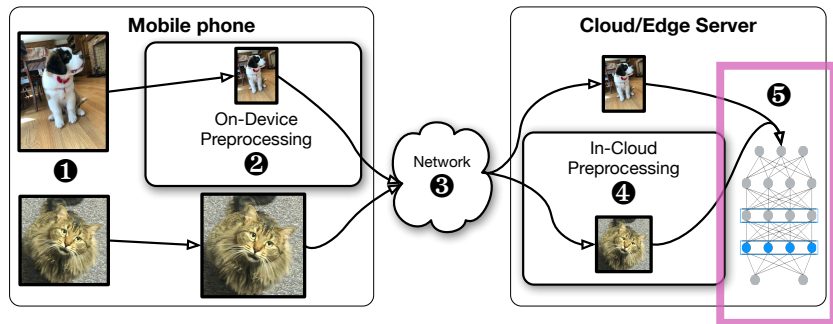 Mobile phone
Cloud/Edge Server
❶
On-Device
Preprocessing
❷
Network
❸
In-Cloud
Preprocessing
❹
❺